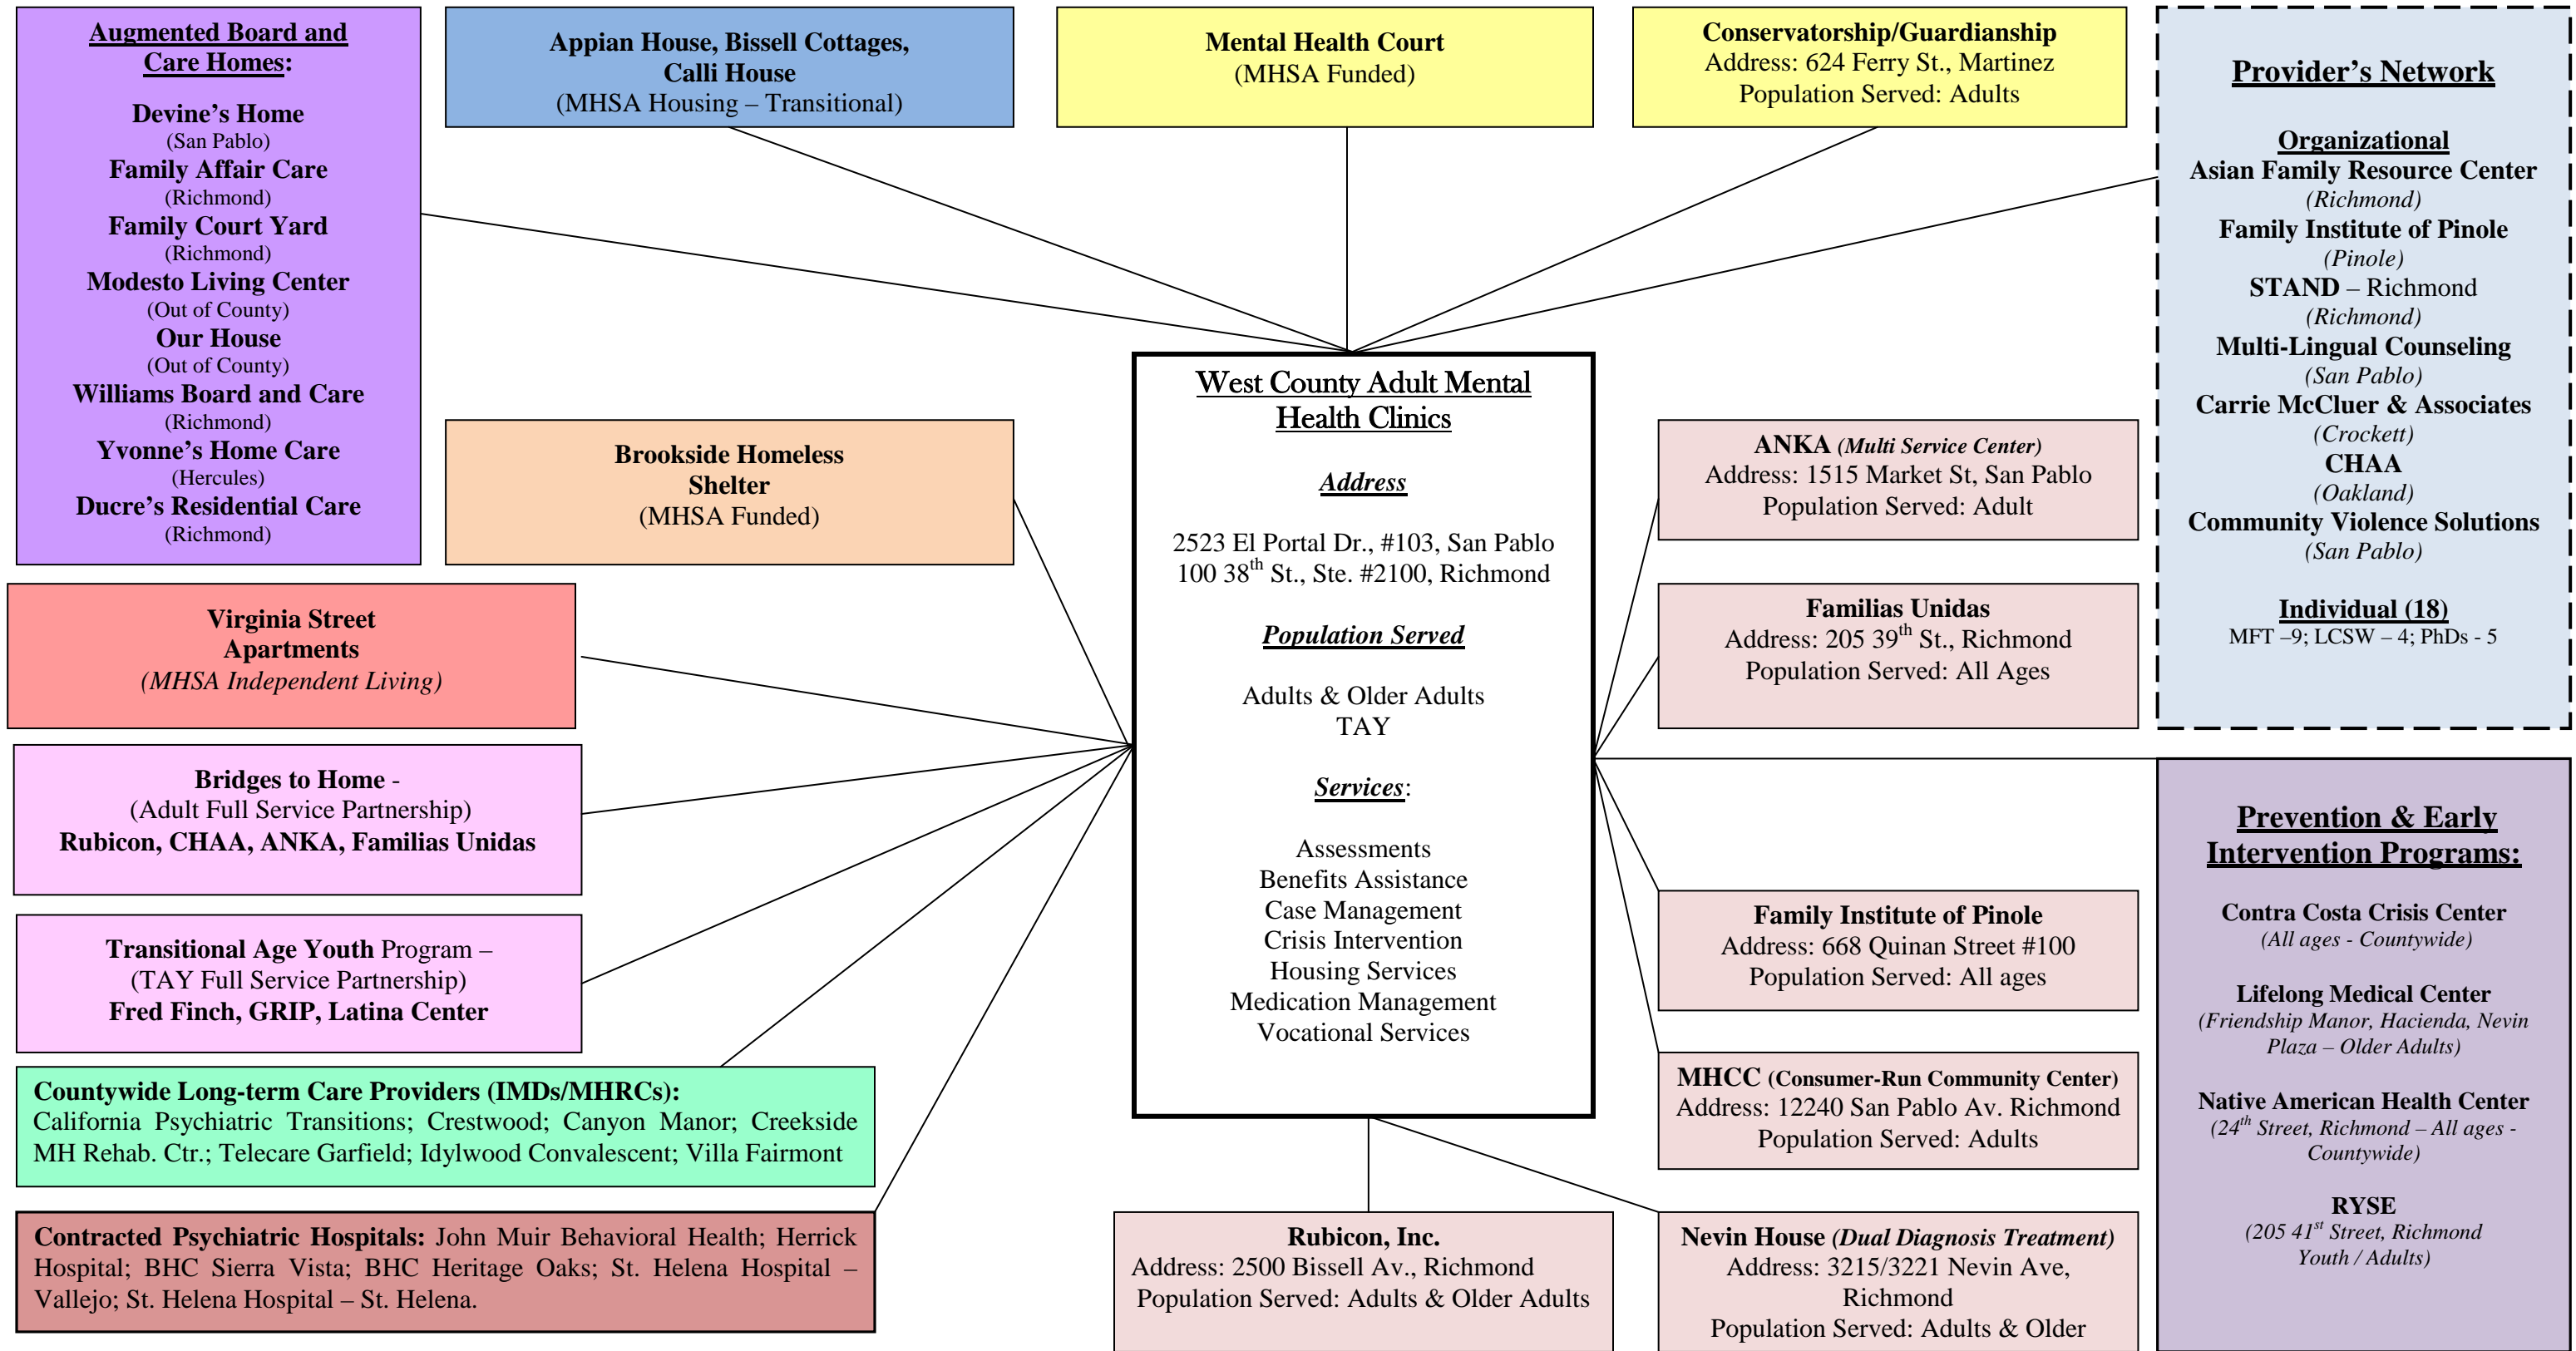 Augmented Board and
Care Homes:
Devine's Home
(San Pablo)
Family Affair Care
(Richmond)
Family Court Yard
(Richmond)
Modesto Living Center
(Out of County)
Our House
(Out of County)
Williams Board and Care
(Richmond)
Yvonne's Home Care
(Hercules)
Ducre's Residential Care
(Richmond)
Appian House, Bissell Cottages,
Calli House
(MHSA Housing – Transitional)
Mental Health Court
(MHSA Funded)
Conservatorship/Guardianship
Address: 624 Ferry St., Martinez
Population Served: Adults
Provider's Network
Organizational
Asian Family Resource Center
(Richmond)
Family Institute of Pinole
(Pinole)
STAND – Richmond
(Richmond)
Multi-Lingual Counseling
(San Pablo)
Carrie McCluer & Associates
(Crockett)
CHAA
(Oakland)
Community Violence Solutions
(San Pablo)
Individual (18)
MFT –9; LCSW – 4; PhDs - 5
Brookside Homeless
Shelter
(MHSA Funded)
West County Adult Mental
Health Clinics
Address
2523 El Portal Dr., #103, San Pablo
100 38th St., Ste. #2100, Richmond
Population Served
Adults & Older Adults
TAY
Services:
Assessments
Benefits Assistance
Case Management
Crisis Intervention
Housing Services
Medication Management
Vocational Services
ANKA (Multi Service Center)
Address: 1515 Market St, San Pablo
Population Served: Adult
Familias Unidas
Address: 205 39th St., Richmond
Population Served: All Ages
Virginia Street
Apartments
(MHSA Independent Living)
Bridges to Home -
(Adult Full Service Partnership)
Rubicon, CHAA, ANKA, Familias Unidas
Transitional Age Youth Program –
(TAY Full Service Partnership)
Fred Finch, GRIP, Latina Center
Family Institute of Pinole
Address: 668 Quinan Street #100
Population Served: All ages
MHCC (Consumer-Run Community Center)
Address: 12240 San Pablo Av. Richmond
Population Served: Adults
Prevention & Early
Intervention Programs:
Contra Costa Crisis Center
(All ages - Countywide)
Lifelong Medical Center
(Friendship Manor, Hacienda, Nevin
Plaza – Older Adults)
Native American Health Center
(24th Street, Richmond – All ages -
Countywide)
RYSE
(205 41st Street, Richmond
Youth / Adults)
Countywide Long-term Care Providers (IMDs/MHRCs):
California Psychiatric Transitions; Crestwood; Canyon Manor; Creekside
MH Rehab. Ctr.; Telecare Garfield; Idylwood Convalescent; Villa Fairmont
Contracted Psychiatric Hospitals: John Muir Behavioral Health; Herrick
Hospital; BHC Sierra Vista; BHC Heritage Oaks; St. Helena Hospital –
Vallejo; St. Helena Hospital – St. Helena.
Rubicon, Inc.
Address: 2500 Bissell Av., Richmond
Population Served: Adults & Older Adults
Nevin House (Dual Diagnosis Treatment)
Address: 3215/3221 Nevin Ave,
Richmond
Population Served: Adults & Older